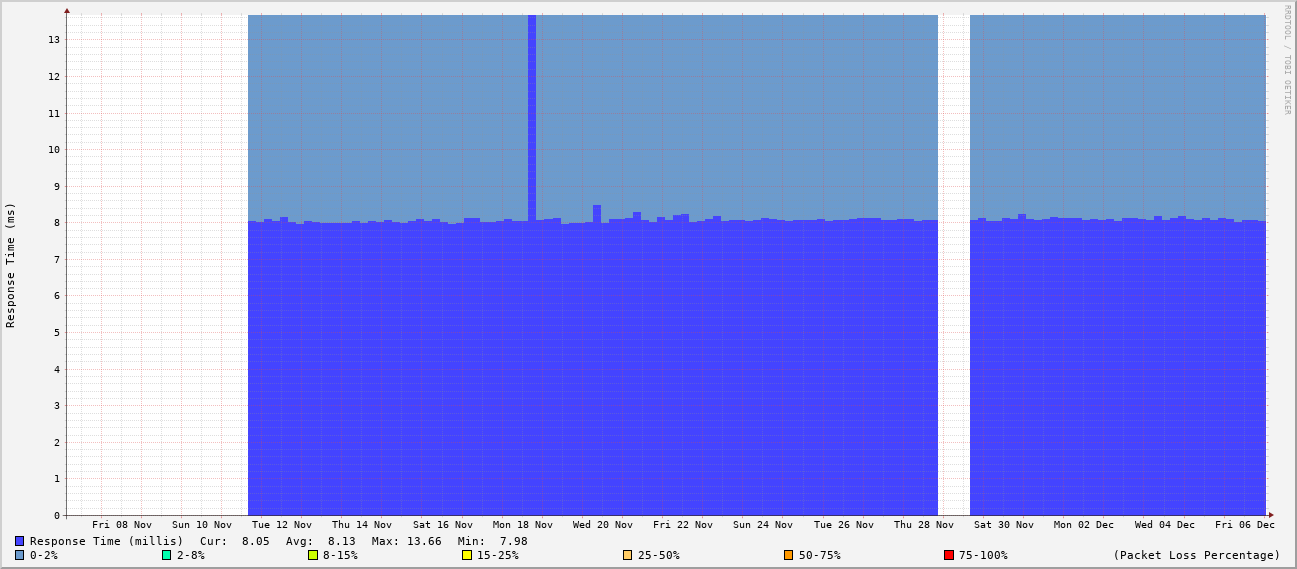 RRDTOOL / TOBI OETIKER
Response Time (ms)
13
12
11
10
9
8
7
6
5
4
3
2
1
0
Fri 08 Nov Sun 10 Nov Tue 12 Nov Thu 14 Nov Sat 16 Nov Mon 18 Nov Wed 20 Nov Fri 22 Nov Sun 24 Nov Tue 26 Nov Thu 28 Nov Sat 30 Nov Mon 02 Dec Wed 04 Dec Fri 06 Dec
Response Time (millis) Cur: 8.05 Avg: 8.13 Max: 13.66 Min: 7.98
0-2% 2-8% 8-15% 15-25% 25-50% 50-75% 75-100% (Packet Loss Percentage)